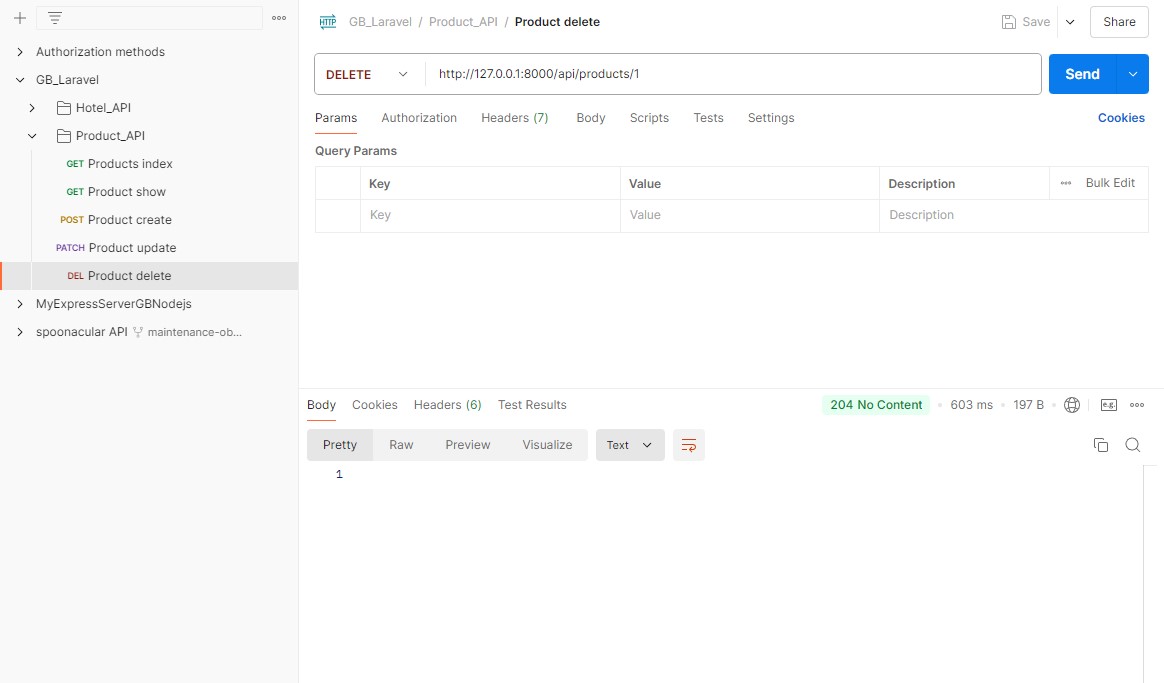 Authorization methods
GB_Laravel
Hotel_API
Product_API
GET Products index
GET Product show
POST Product create
PATCH Product update
DEL Product delete
MyExpressServerGBNodejs
spoonacular API maintenance-ob...
HTTP GB_Laravel / Product_API / Product delete
Save
Share
DELETE
http://127.0.0.1:8000/api/products/1
Send
Params Authorization Headers (7) Body Scripts Tests Settings
Cookies
Query Params
Key Value Description Bulk Edit
Key Value Description
Body Cookies Headers (6) Test Results
204 No Content • 603 ms • 197 B • e.g.
Pretty Raw Preview Visualize Text
1